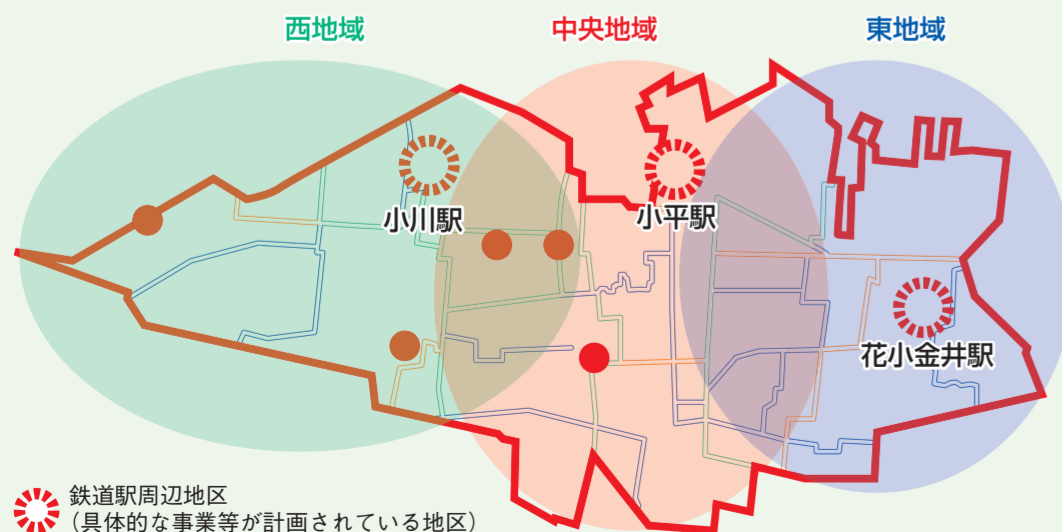 西地域
中央地域
東地域
小川駅
小平駅
花小金井駅
鉄道駅周辺地区
（具体的な事業等が計画されている地区）